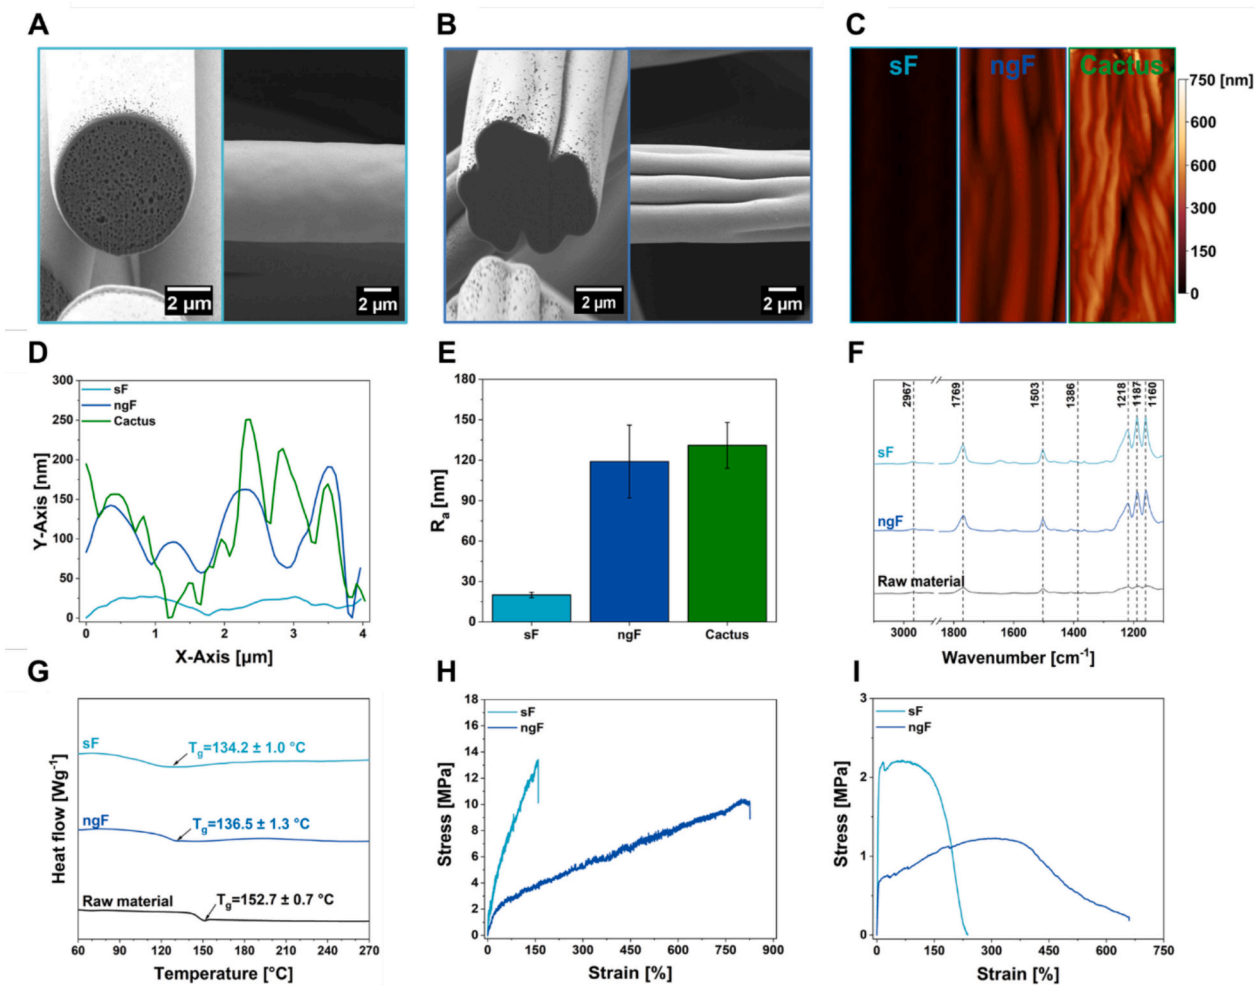 A
B
C
sF
ngF
Cactus
750 [nm]
600
600
300
150
0
2 µm
2 µm
2 µm
2 µm
D
E
F
300
250
200
150
100
50
0
Y-Axis [nm]
sF
ngF
Cactus
0
1
2
3
4
X-Axis [µm]
180
150
120
90
60
30
0
Ra [nm]
sF
ngF
Cactus
2967
1769
1503
1386
1218
1187
1160
sF
ngF
Raw material
3000
1800
1600
1400
1200
Wavenumber [cm-1]
G
H
I
Heat flow [Wg-1]
sF
Tg=134.2 ± 1.0 °C
ngF
Tg=136.5 ± 1.3 °C
Raw material
Tg=152.7 ± 0.7 °C
60
90
120
150
180
210
240
270
Temperature [°C]
18
16
14
12
10
8
6
4
2
0
Stress [MPa]
sF
ngF
0
150
300
450
600
750
900
Strain [%]
3
2
1
0
Stress [MPa]
sF
ngF
0
150
300
450
600
750
Strain [%]